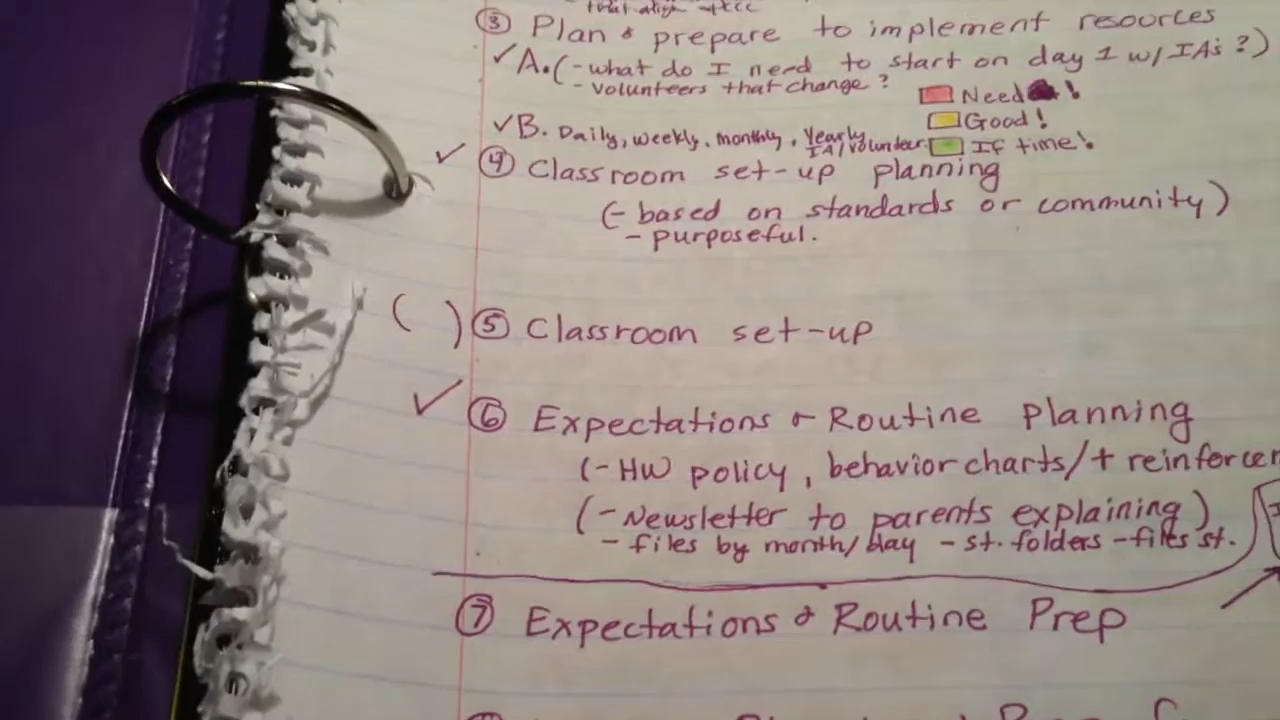 that align
③ Plan & prepare to implement resources
✓ A. (- what do I need to start on day 1 w/ IAs?)
- volunteers that change?
Need !
Good!
If time!
✓ B. Daily, weekly, monthly, Yearly
IA/Volunteer
✓ ④ Classroom set-up planning
(- based on standards or community)
- purposeful.
( ) ⑤ Classroom set-up
✓ ⑥ Expectations & Routine Planning
(- HW policy, behavior charts/+ reinforcer
(- Newsletter to parents explaining)
- files by month/day - st. folders - files st.
⑦ Expectations & Routine Prep